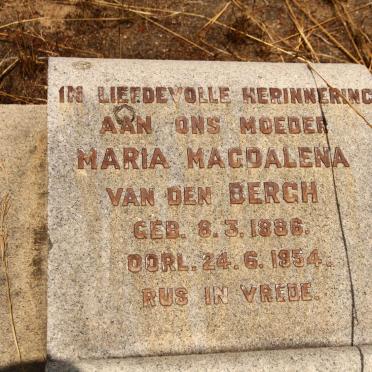 IN LIEFDEVOLLE HERINNERING
AAN ONS MOEDER
MARIA MAGDALENA
VAN DEN BERGH
GEB. 8.3.1886.
OORL. 24.6.1954.
RUS IN VREDE.